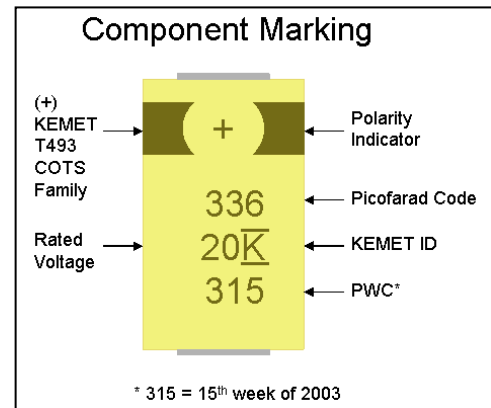 Component Marking
(+)
KEMET
T493
COTS
Family
+
Polarity
Indicator
336
Picofarad Code
Rated
Voltage
20K
KEMET ID
315
PWC*
* 315 = 15th week of 2003